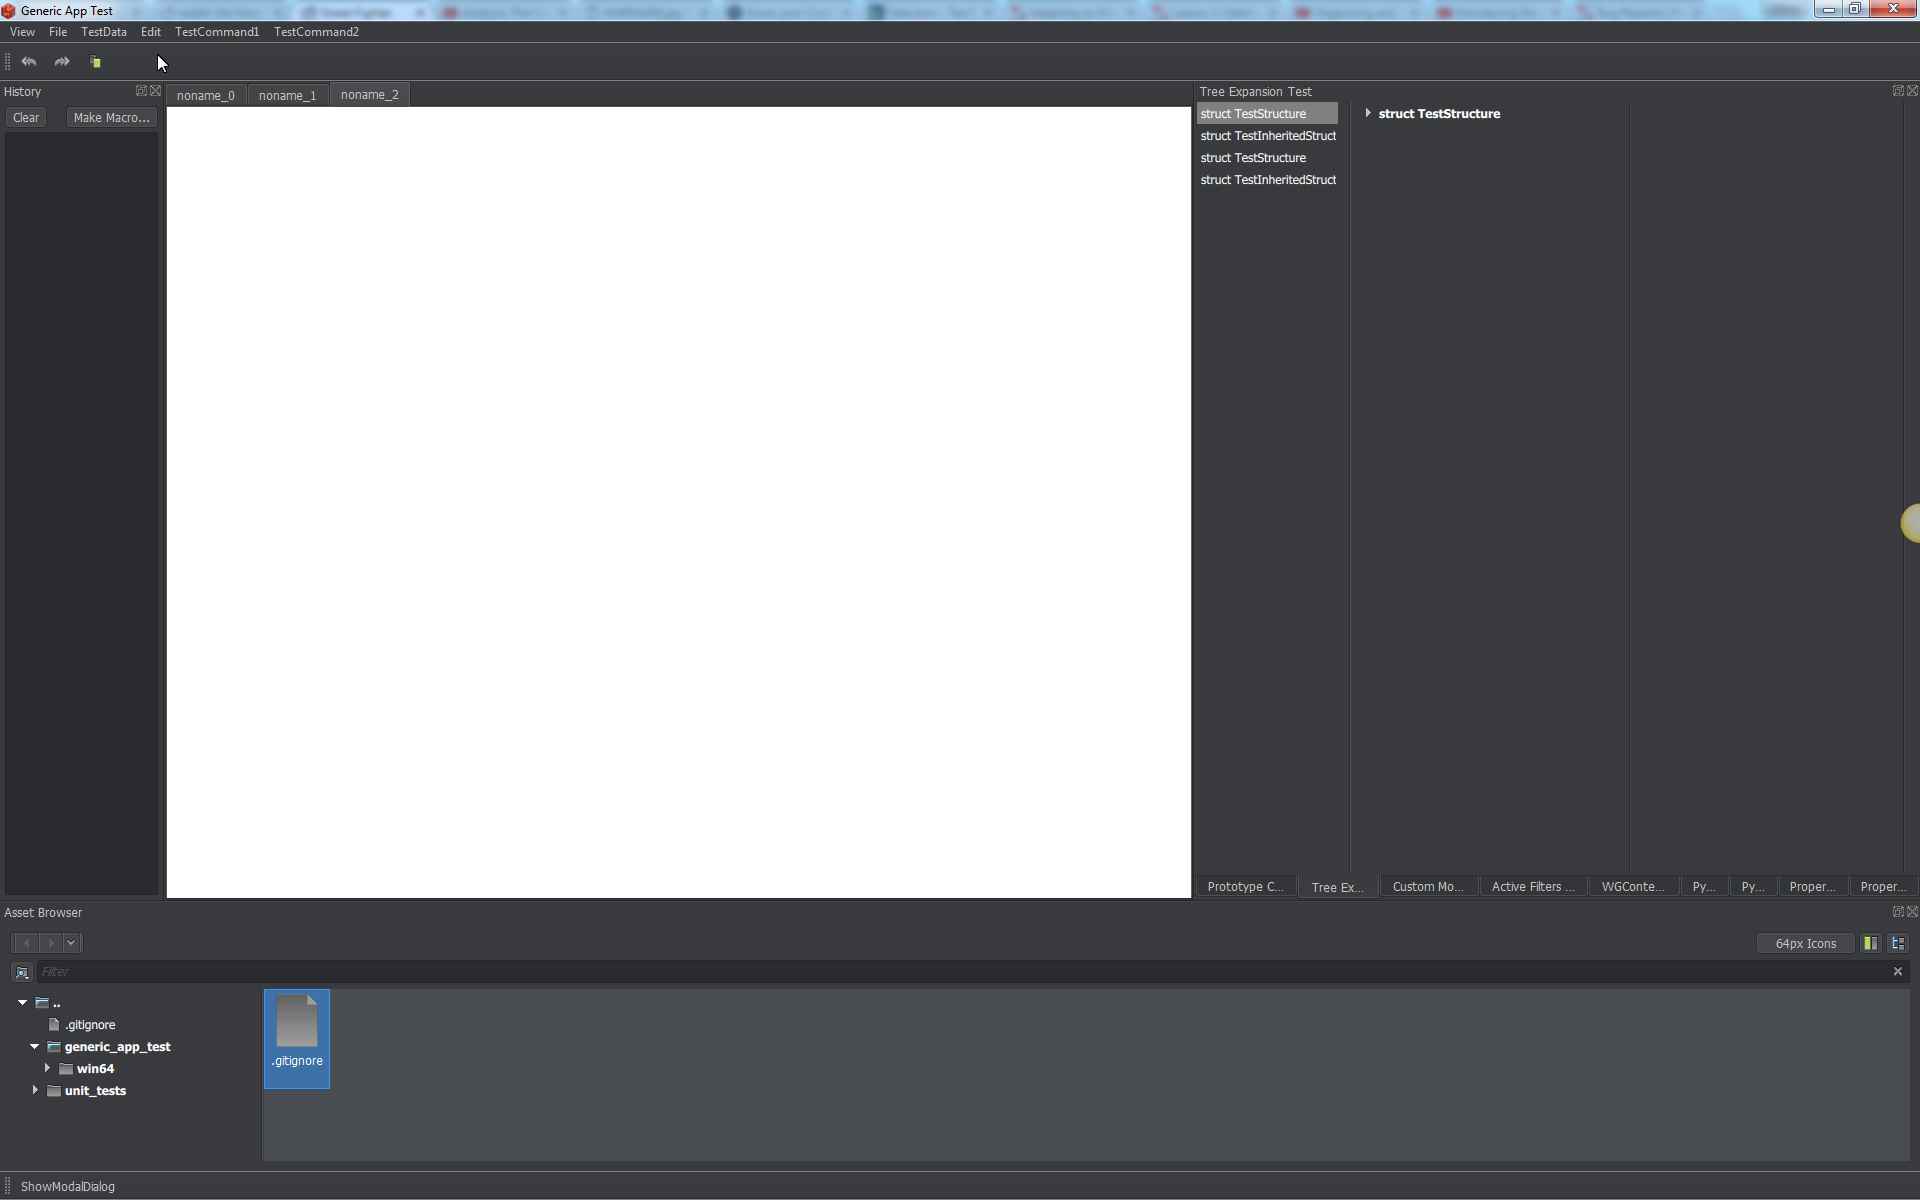 Generic App Test
View File TestData Edit TestCommand1 TestCommand2
History
Clear Make Macro...
noname_0 noname_1 noname_2
Tree Expansion Test
struct TestStructure
struct TestInheritedStruct
struct TestStructure
struct TestInheritedStruct
struct TestStructure
Prototype C... Tree Ex... Custom Mo... Active Filters ... WGConte... Py... Py... Proper... Proper...
Asset Browser
64px Icons
Filter
..
.gitignore
generic_app_test
win64
unit_tests
.gitignore
ShowModalDialog